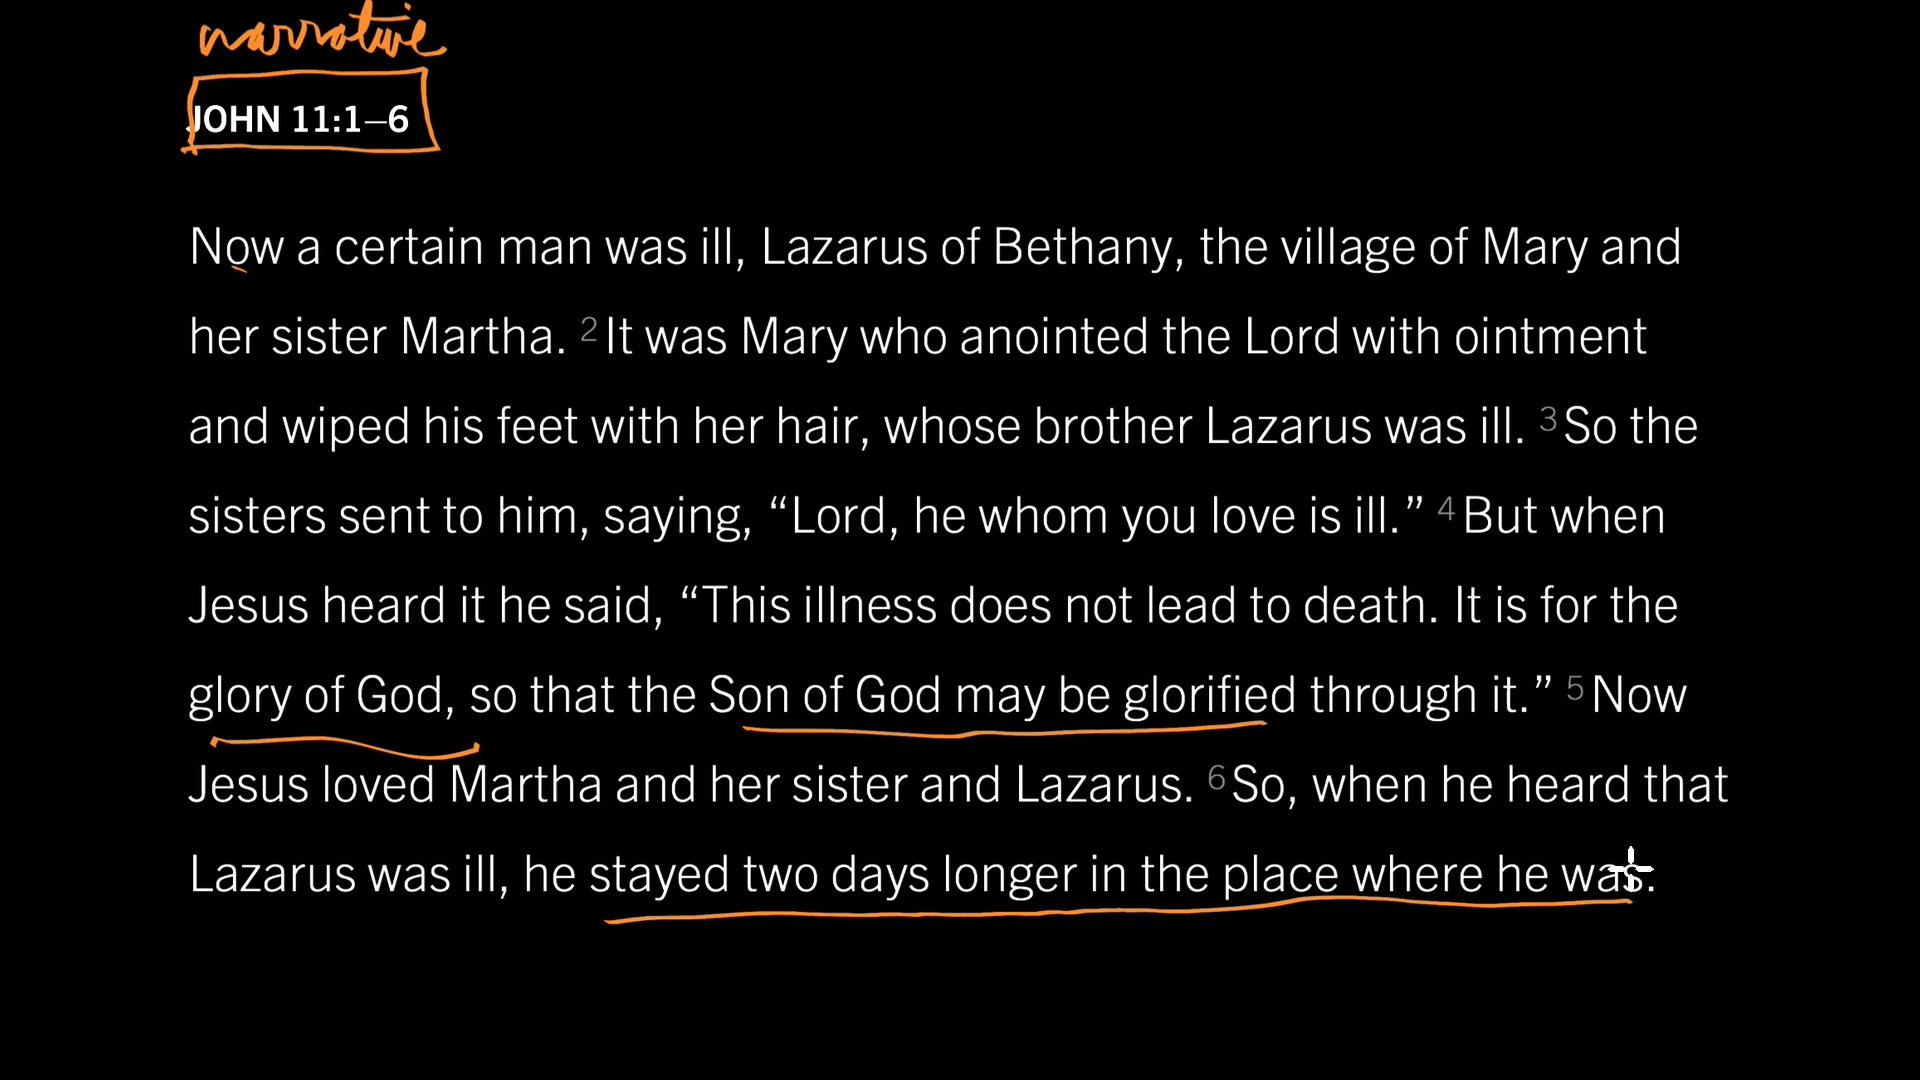 narrative
JOHN 11:1–6
Now a certain man was ill, Lazarus of Bethany, the village of Mary and
her sister Martha. 2 It was Mary who anointed the Lord with ointment
and wiped his feet with her hair, whose brother Lazarus was ill. 3 So the
sisters sent to him, saying, “Lord, he whom you love is ill.” 4 But when
Jesus heard it he said, “This illness does not lead to death. It is for the
glory of God, so that the Son of God may be glorified through it.” 5 Now
Jesus loved Martha and her sister and Lazarus. 6 So, when he heard that
Lazarus was ill, he stayed two days longer in the place where he was.